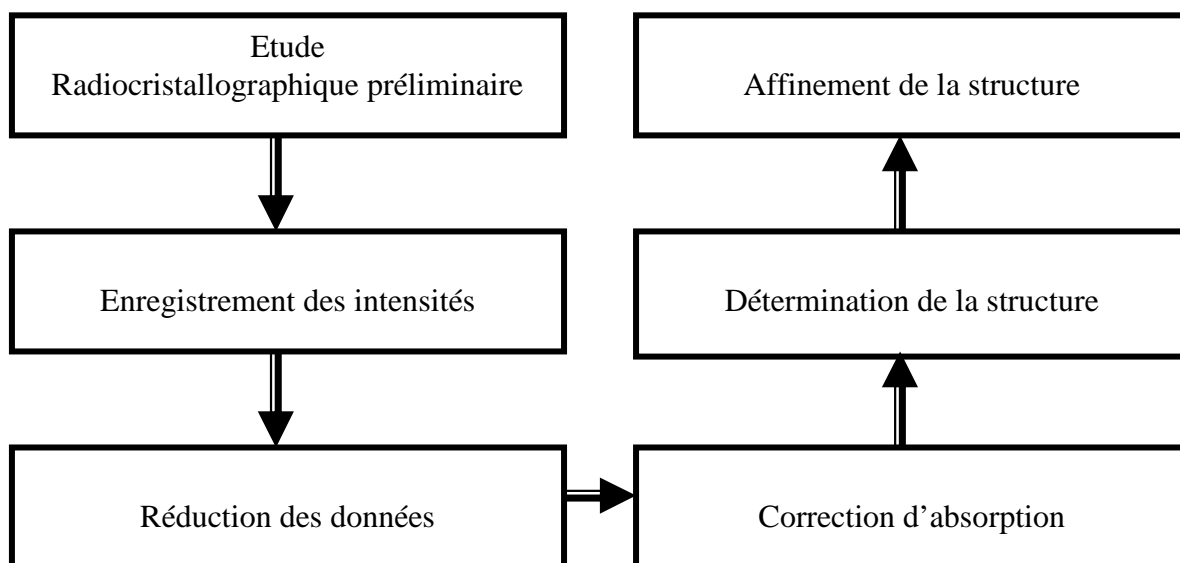 Etude
Radiocristallographique préliminaire
Enregistrement des intensités
Réduction des données
Correction d’absorption
Détermination de la structure
Affinement de la structure